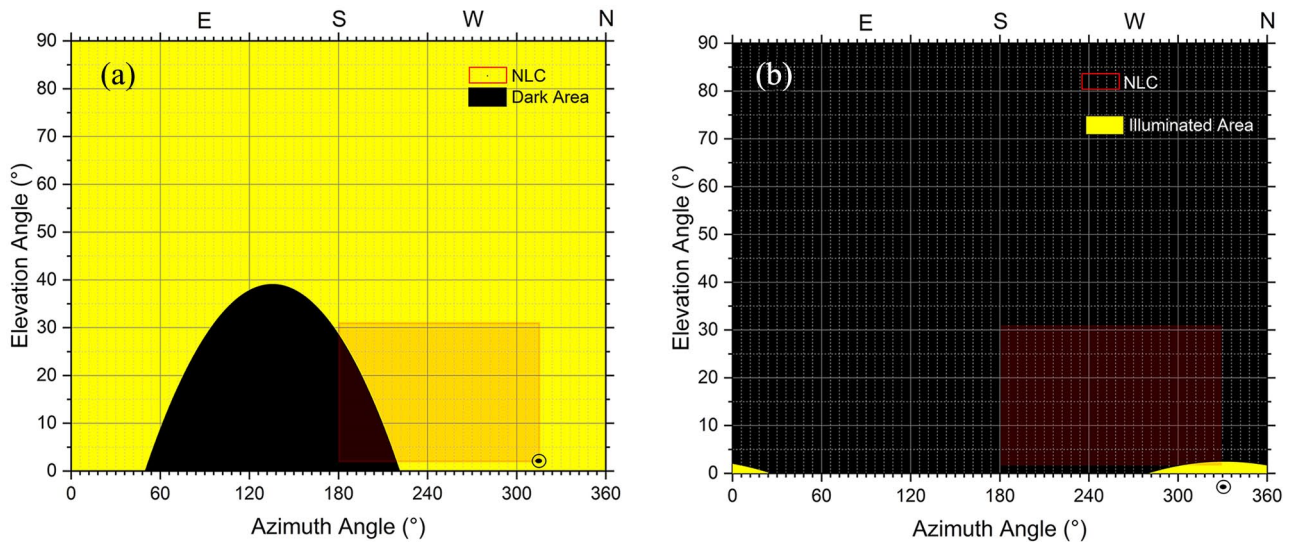 E S W N
90
80
70
60
50
40
30
20
10
0
(a)
NLC
Dark Area
Elevation Angle (°)
0 60 120 180 240 300 360
Azimuth Angle (°)
E S W N
90
80
70
60
50
40
30
20
10
0
(b)
NLC
Illuminated Area
Elevation Angle (°)
0 60 120 180 240 300 360
Azimuth Angle (°)